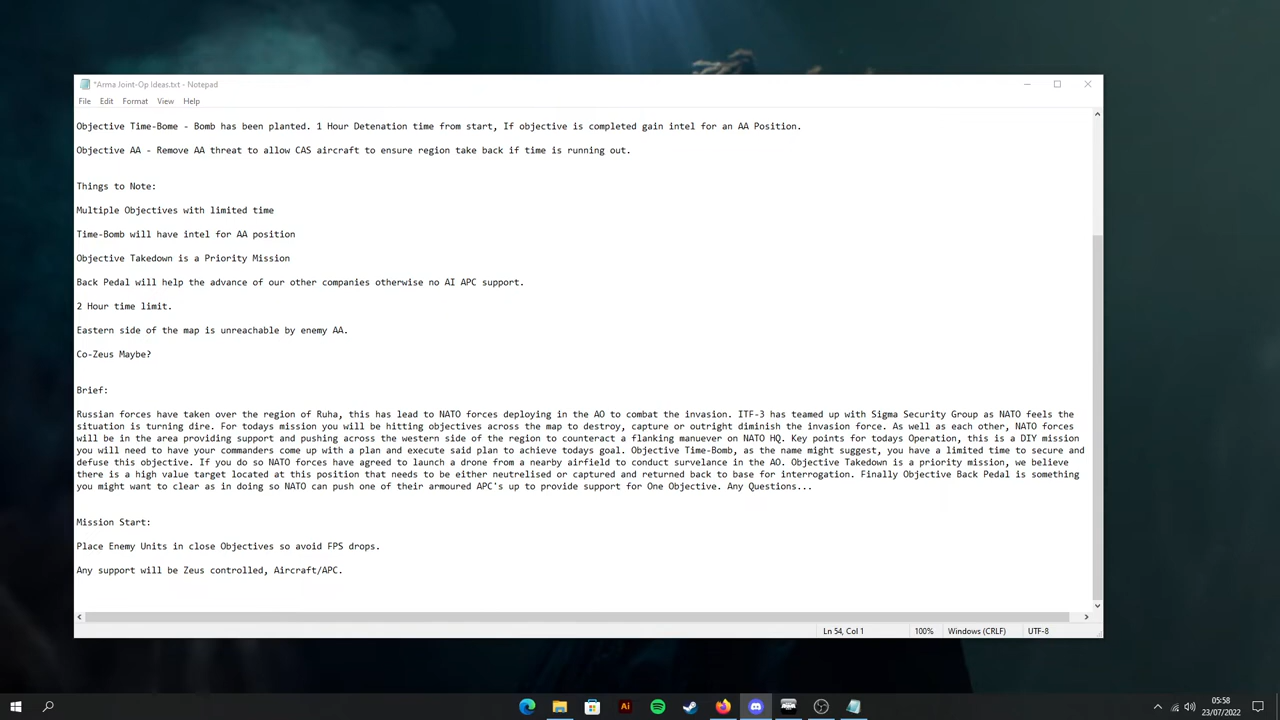 *Arma Joint-Op Ideas.txt - Notepad
File Edit Format View Help
Objective Time-Bome - Bomb has been planted. 1 Hour Detenation time from start, If objective is completed gain intel for an AA Position.
Objective AA - Remove AA threat to allow CAS aircraft to ensure region take back if time is running out.
Things to Note:
Multiple Objectives with limited time
Time-Bomb will have intel for AA position
Objective Takedown is a Priority Mission
Back Pedal will help the advance of our other companies otherwise no AI APC support.
2 Hour time limit.
Eastern side of the map is unreachable by enemy AA.
Co-Zeus Maybe?
Brief:
Russian forces have taken over the region of Ruha, this has lead to NATO forces deploying in the AO to combat the invasion. ITF-3 has teamed up with Sigma Security Group as NATO feels the
situation is turning dire. For todays mission you will be hitting objectives across the map to destroy, capture or outright diminish the invasion force. As well as each other, NATO forces
will be in the area providing support and pushing across the western side of the region to counteract a flanking manuever on NATO HQ. Key points for todays Operation, this is a DIY mission
you will need to have your commanders come up with a plan and execute said plan to achieve todays goal. Objective Time-Bomb, as the name might suggest, you have a limited time to secure and
defuse this objective. If you do so NATO forces have agreed to launch a drone from a nearby airfield to conduct survelance in the AO. Objective Takedown is a priority mission, we believe
there is a high value target located at this position that needs to be either neutrelised or captured and returned back to base for interrogation. Finally Objective Back Pedal is something
you might want to clear as in doing so NATO can push one of their armoured APC's up to provide support for One Objective. Any Questions...
Mission Start:
Place Enemy Units in close Objectives so avoid FPS drops.
Any support will be Zeus controlled, Aircraft/APC.
Ln 54, Col 1 100% Windows (CRLF) UTF-8
Ai
05:58
23/07/2022